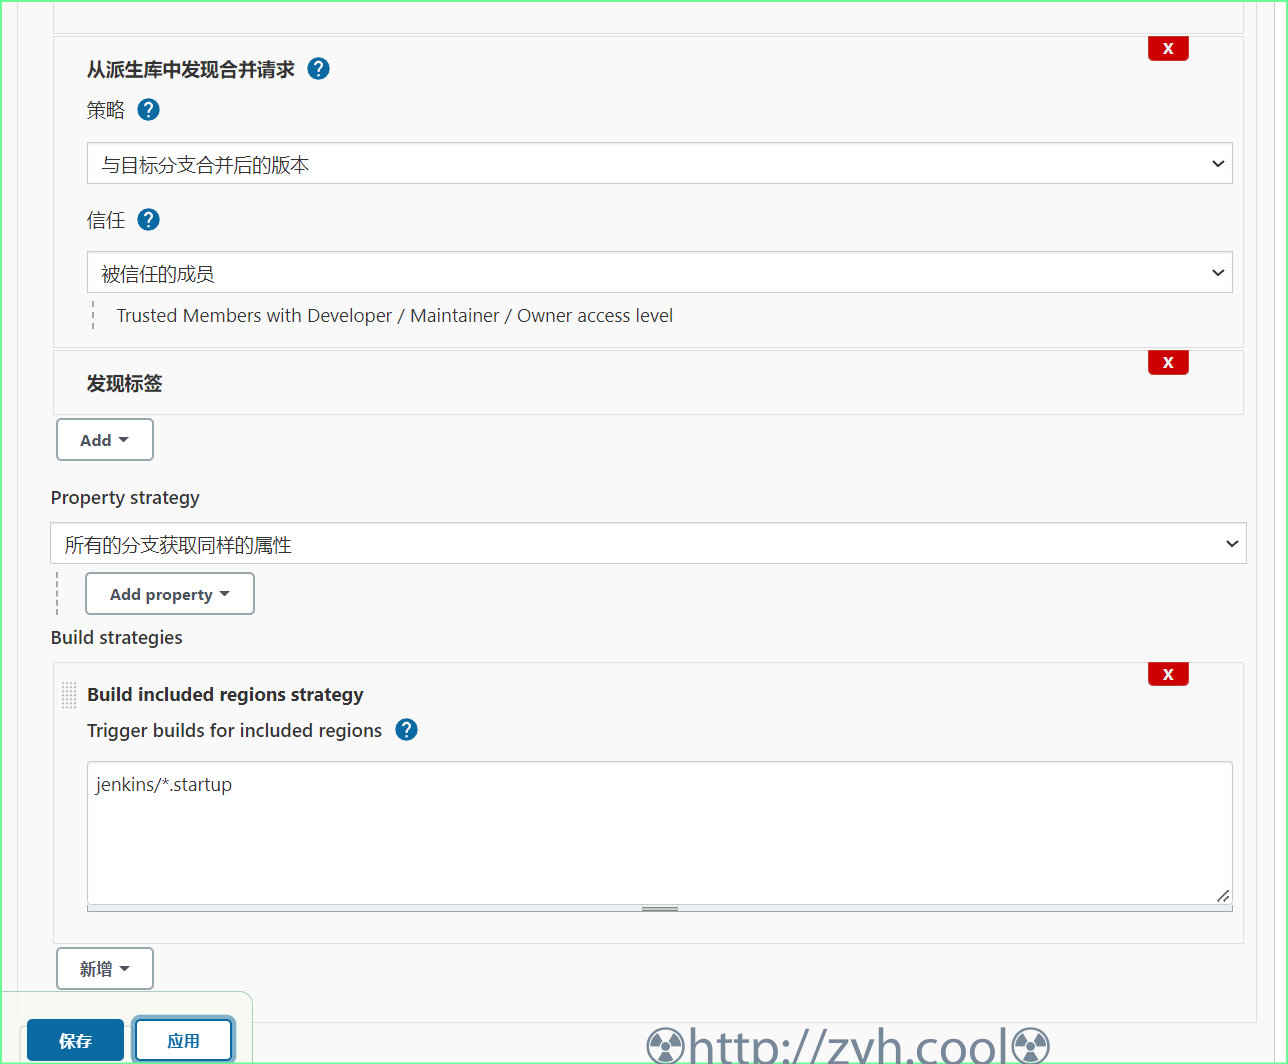 X
从派生库中发现合并请求 ?
策略 ?
与目标分支合并后的版本
信任 ?
被信任的成员
Trusted Members with Developer / Maintainer / Owner access level
X
发现标签
Add
Property strategy
所有的分支获取同样的属性
Add property
Build strategies
X
Build included regions strategy
Trigger builds for included regions ?
jenkins/*.startup
新增
保存 应用
http://zyh.cool